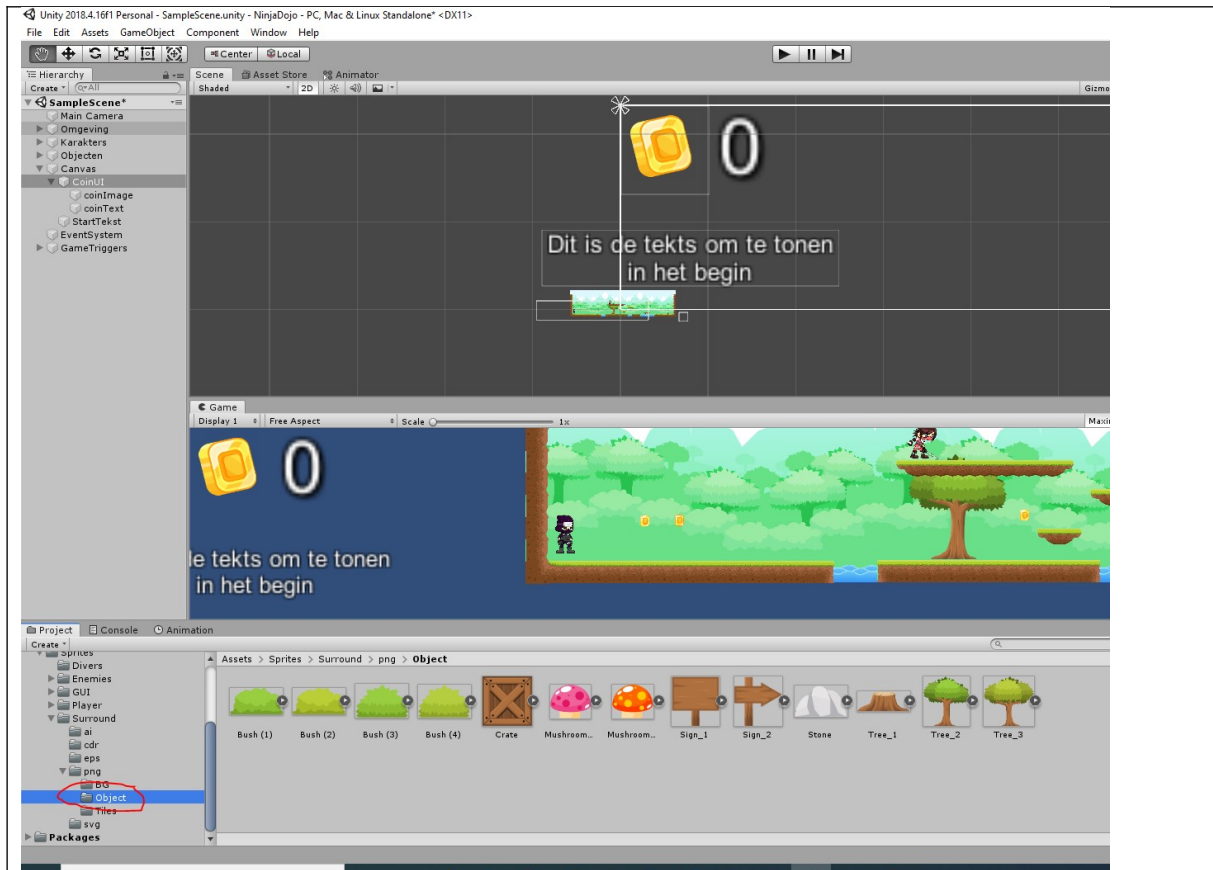 Unity 2018.4.16f1 Personal - SampleScene.unity - NinjaDojo - PC, Mac & Linux Standalone* <DX11>
File Edit Assets GameObject Component Window Help
Center Local
Hierarchy
Create All
SampleScene*
Main Camera
Omgeving
Karakters
Objecten
Canvas
CoinUI
coinImage
coinText
StartTekst
EventSystem
GameTriggers
Scene Asset Store Animator
Shaded 2D Gizmo
0
Dit is de tekts om te tonen
in het begin
Game
Display 1 Free Aspect Scale 1x Maxi
0
le tekts om te tonen
in het begin
Project Console Animation
Create
Sprites
Divers
Enemies
GUI
Player
Surround
ai
cdr
eps
png
BG
Object
Tiles
svg
Packages
Assets > Sprites > Surround > png > Object
Bush (1) Bush (2) Bush (3) Bush (4) Crate Mushroom... Mushroom... Sign_1 Sign_2 Stone Tree_1 Tree_2 Tree_3